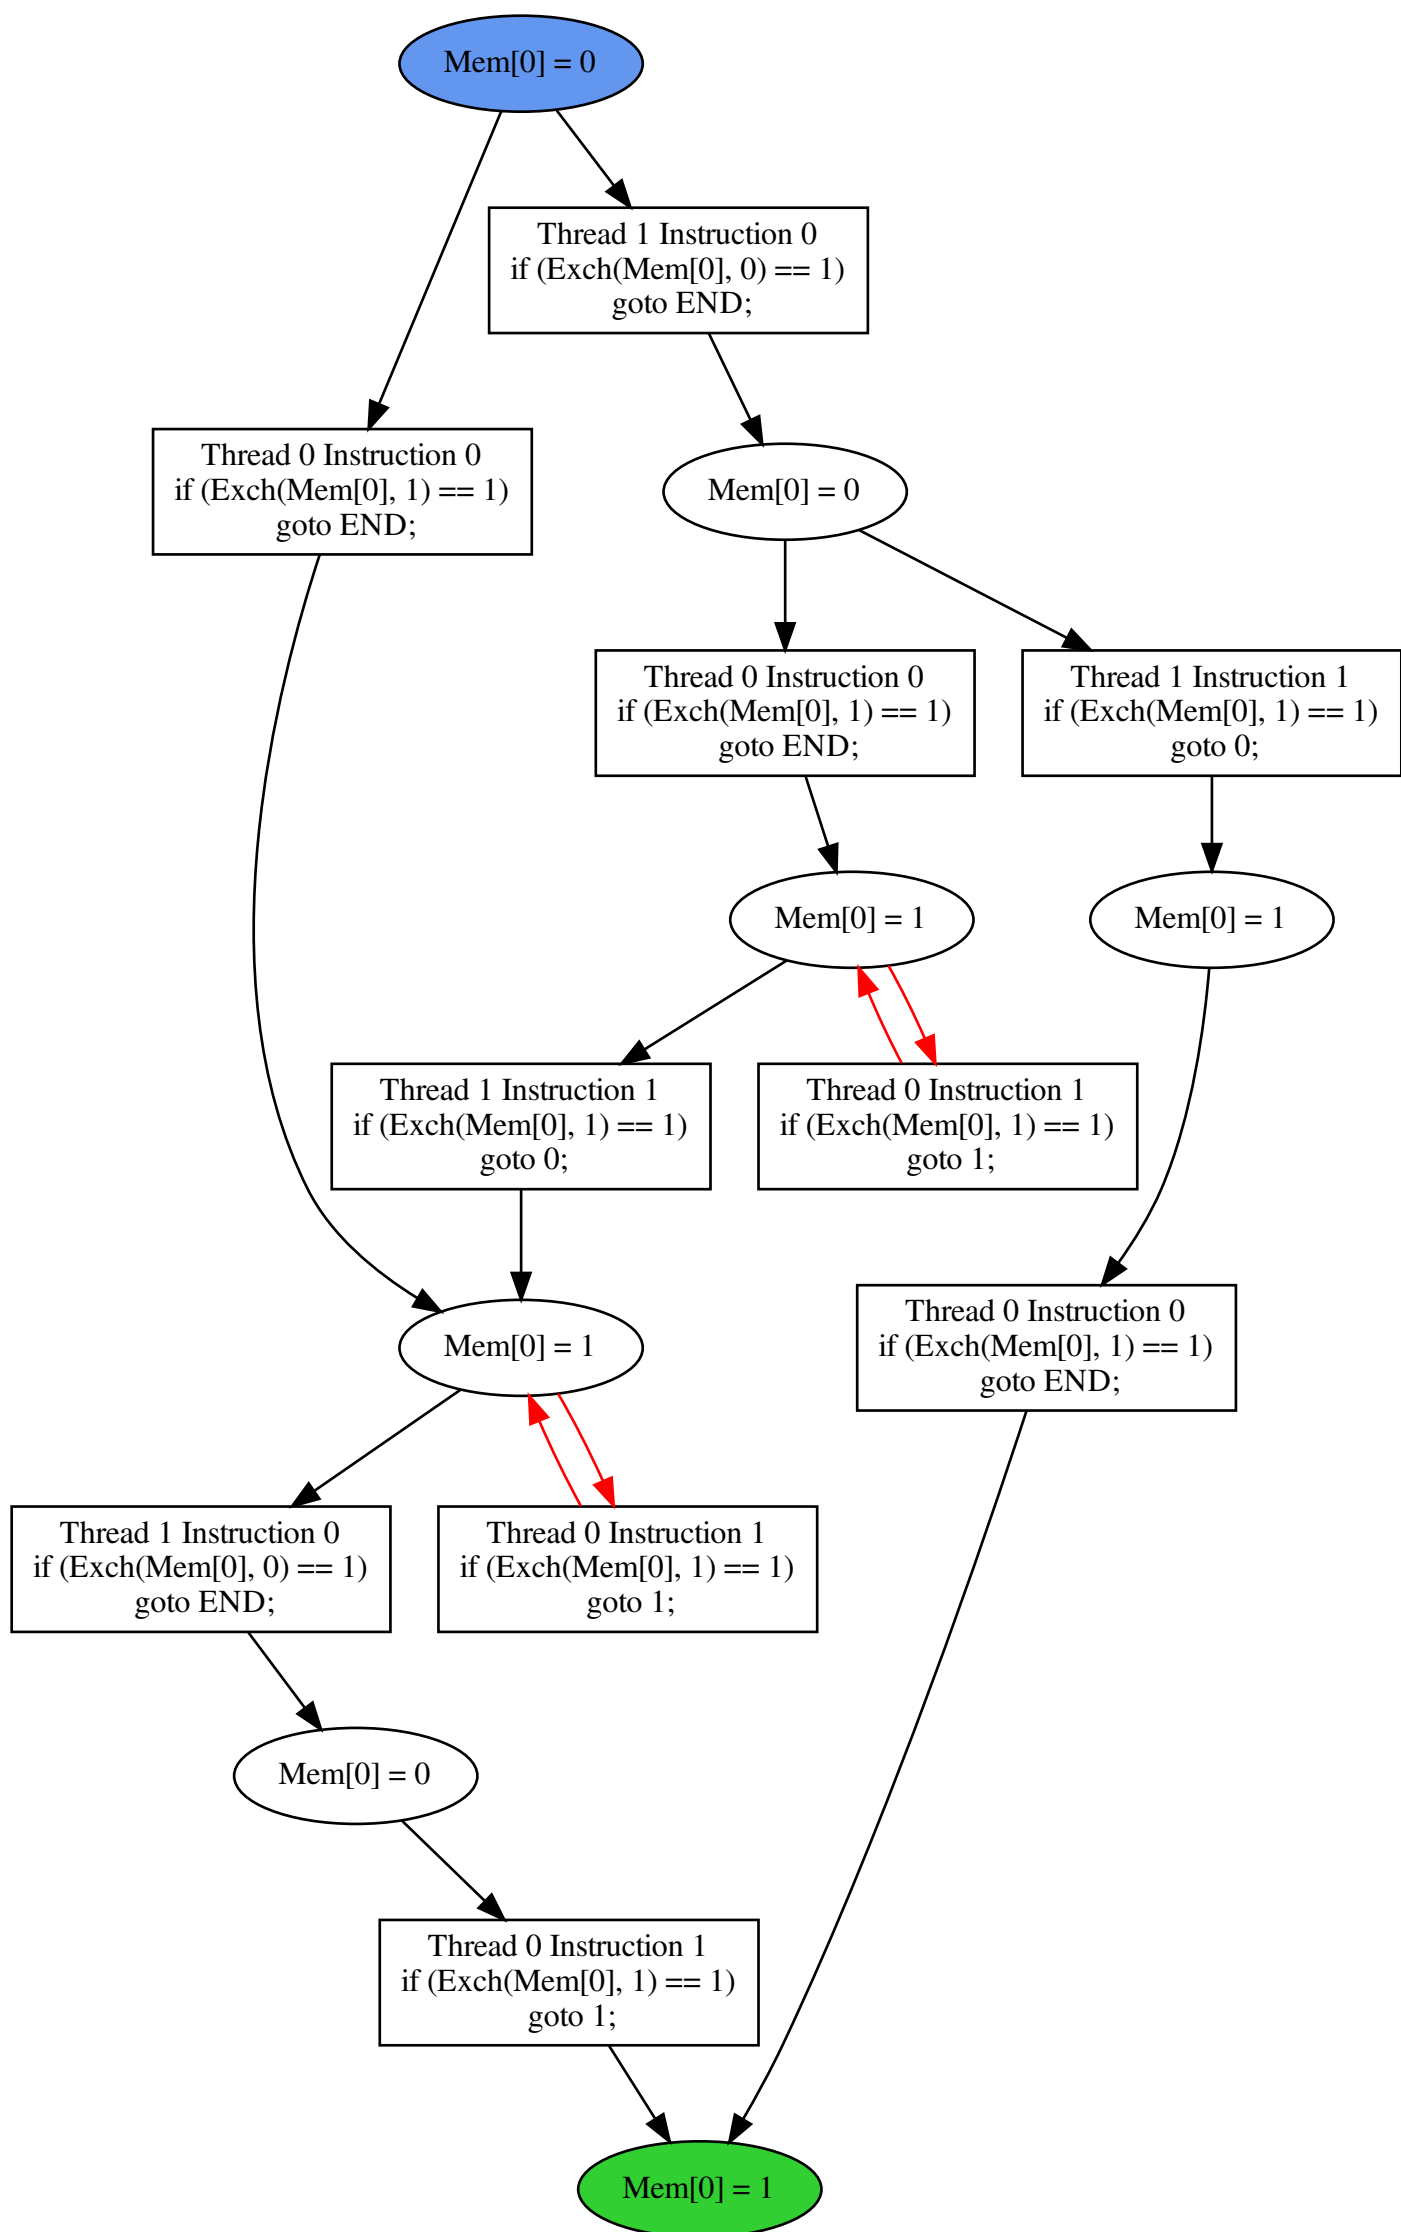 Mem[0] = 0
Thread 1 Instruction 0
if (Exch(Mem[0], 0) == 1)
goto END;
Thread 0 Instruction 0
if (Exch(Mem[0], 1) == 1)
goto END;
Mem[0] = 0
Thread 0 Instruction 0
if (Exch(Mem[0], 1) == 1)
goto END;
Thread 1 Instruction 1
if (Exch(Mem[0], 1) == 1)
goto 0;
Mem[0] = 1
Mem[0] = 1
Thread 1 Instruction 1
if (Exch(Mem[0], 1) == 1)
goto 0;
Thread 0 Instruction 1
if (Exch(Mem[0], 1) == 1)
goto 1;
Thread 0 Instruction 0
if (Exch(Mem[0], 1) == 1)
goto END;
Mem[0] = 1
Thread 1 Instruction 0
if (Exch(Mem[0], 0) == 1)
goto END;
Thread 0 Instruction 1
if (Exch(Mem[0], 1) == 1)
goto 1;
Mem[0] = 0
Thread 0 Instruction 1
if (Exch(Mem[0], 1) == 1)
goto 1;
Mem[0] = 1